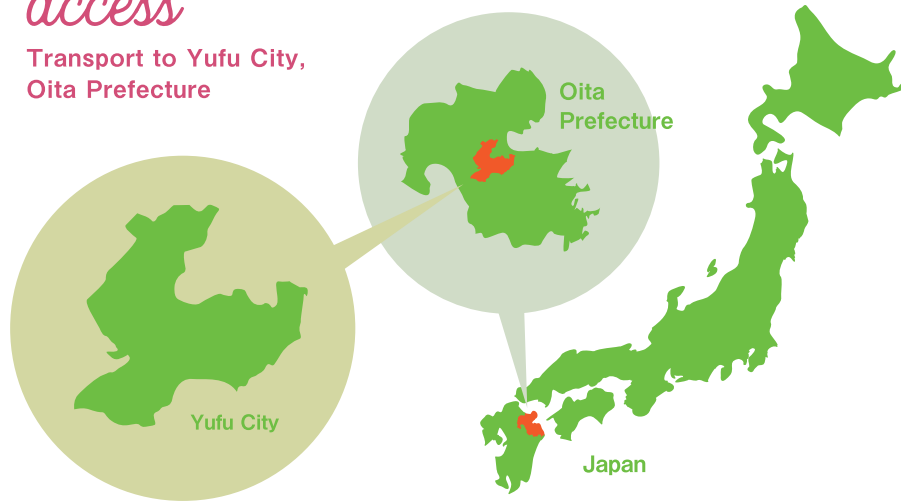 access
Transport to Yufu City,
Oita Prefecture
Oita
Prefecture
Yufu City
Japan